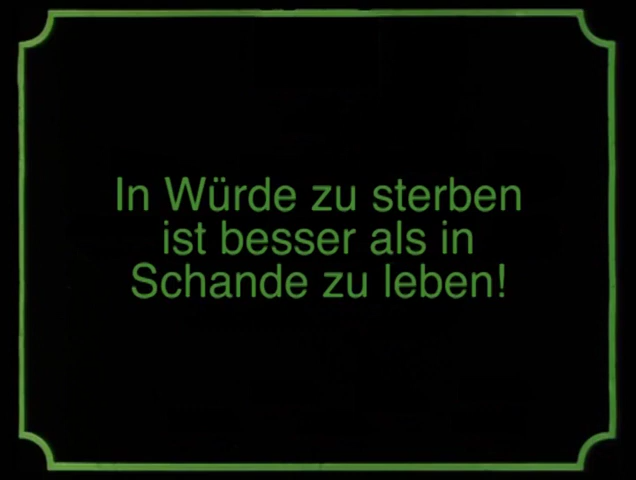 In Würde zu sterben
ist besser als in
Schande zu leben!